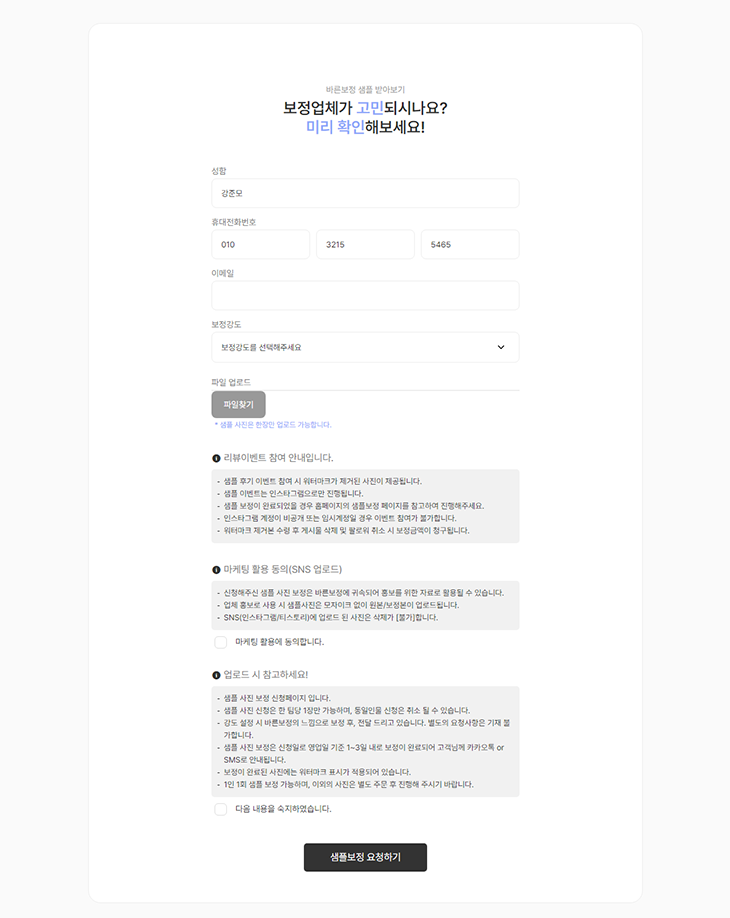 바른보정 샘플 받아보기
보정업체가 고민되시나요?
미리 확인해보세요!
성함
강준모
휴대전화번호
010 3215 5465
이메일
보정강도
보정강도를 선택해주세요
파일 업로드
파일찾기
* 샘플 사진은 한장만 업로드 가능합니다.
리뷰이벤트 참여 안내입니다.
- 샘플 후기 이벤트 참여 시 워터마크가 제거된 사진이 제공됩니다.
- 샘플 이벤트는 인스타그램으로만 진행됩니다.
- 샘플 보정이 완료되었을 경우 홈페이지의 샘플보정 페이지를 참고하여 진행해주세요.
- 인스타그램 계정이 비공개 또는 임시계정일 경우 이벤트 참여가 불가합니다.
- 워터마크 제거본 수령 후 게시물 삭제 및 팔로워 취소 시 보정금액이 청구됩니다.
마케팅 활용 동의(SNS 업로드)
- 신청해주신 샘플 사진 보정은 바른보정에 귀속되어 홍보를 위한 자료로 활용될 수 있습니다.
- 업체 홍보로 사용 시 샘플사진은 모자이크 없이 원본/보정본이 업로드됩니다.
- SNS(인스타그램/티스토리)에 업로드 된 사진은 삭제가 [불가]합니다.
마케팅 활용에 동의합니다.
업로드 시 참고하세요!
- 샘플 사진 보정 신청페이지 입니다.
- 샘플 사진 신청은 한 팀당 1장만 가능하며, 동일인물 신청은 취소 될 수 있습니다.
- 강도 설정 시 바른보정의 느낌으로 보정 후, 전달 드리고 있습니다. 별도의 요청사항은 기재 불
가합니다.
- 샘플 사진 보정은 신청일로 영업일 기준 1~3일 내로 보정이 완료되어 고객님께 카카오톡 or
SMS로 안내됩니다.
- 보정이 완료된 사진에는 워터마크 표시가 적용되어 있습니다.
- 1인 1회 샘플 보정 가능하며, 이외의 사진은 별도 주문 후 진행해 주시기 바랍니다.
다음 내용을 숙지하였습니다.
샘플보정 요청하기